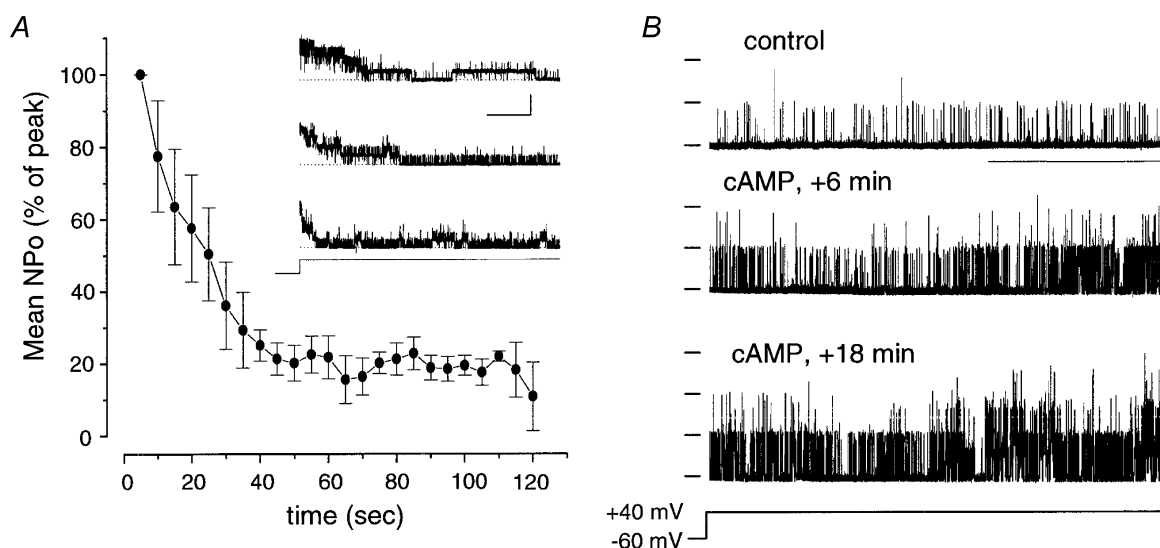 A
Mean NPo (% of peak)
100
80
60
40
20
0
0 20 40 60 80 100 120
time (sec)
B
control
cAMP, +6 min
cAMP, +18 min
+40 mV
-60 mV